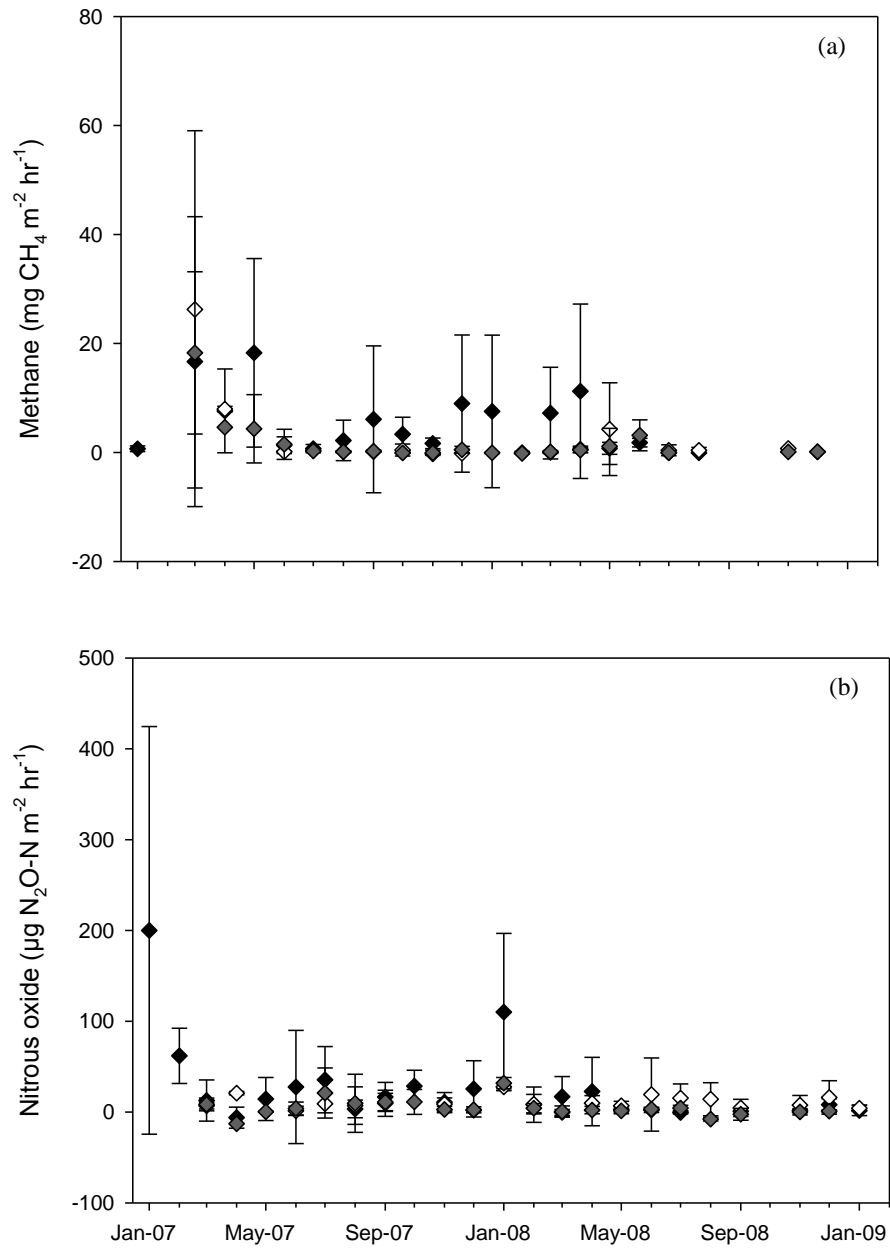 80
(a)
60
40
20
0
-20
Methane (mg CH₄ m⁻² hr⁻¹)
500
(b)
400
300
200
100
0
-100
Nitrous oxide (µg N₂O-N m⁻² hr⁻¹)
Jan-07 May-07 Sep-07 Jan-08 May-08 Sep-08 Jan-09